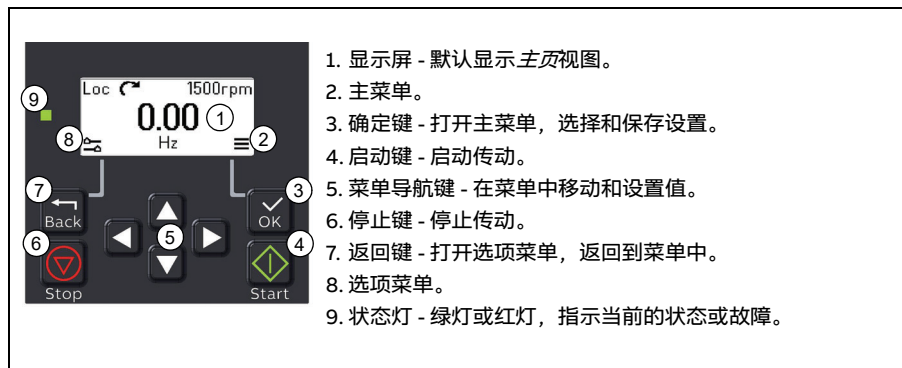 Loc 1500rpm
0.00
Hz
1
2
3
4
5
6
7
8
9
Back
OK
Stop
Start
1. 显示屏 - 默认显示主页视图。
2. 主菜单。
3. 确定键 - 打开主菜单，选择和保存设置。
4. 启动键 - 启动传动。
5. 菜单导航键 - 在菜单中移动和设置值。
6. 停止键 - 停止传动。
7. 返回键 - 打开选项菜单，返回到菜单中。
8. 选项菜单。
9. 状态灯 - 绿灯或红灯，指示当前的状态或故障。